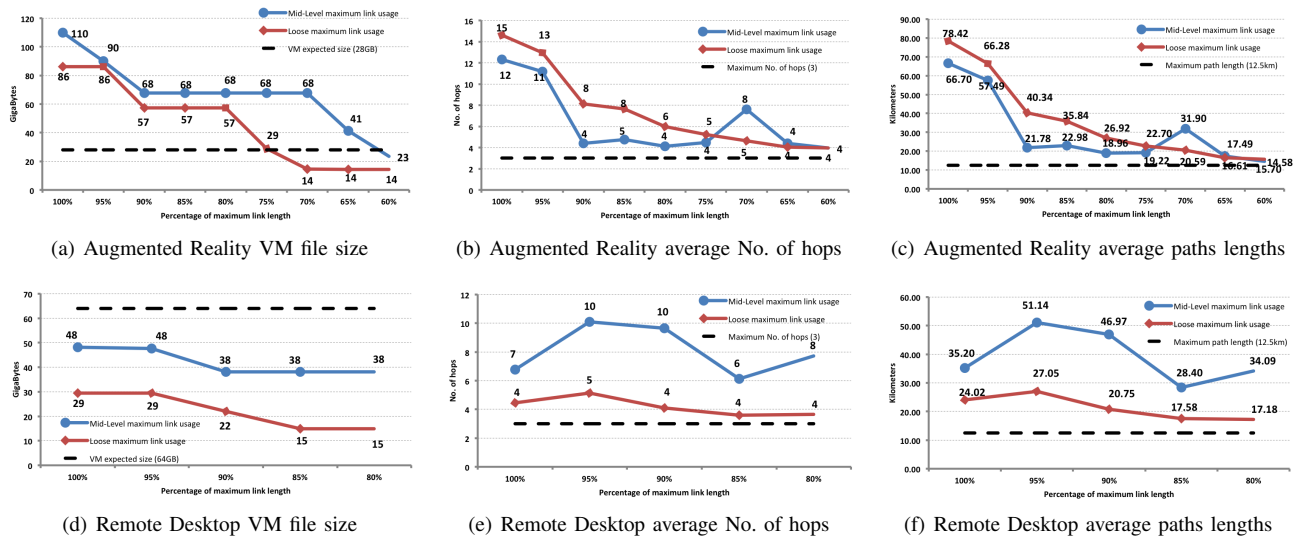 120
100
80
60
40
20
0
GigaBytes
Mid-Level maximum link usage
Loose maximum link usage
VM expected size (28GB)
110 90 68 68 68 68 68 41 23
86 86 57 57 57 29 14 14 14
100% 95% 90% 85% 80% 75% 70% 65% 60%
Percentage of maximum link length
(a) Augmented Reality VM file size
16
14
12
10
8
6
4
2
0
No. of hops
Mid-Level maximum link usage
Loose maximum link usage
Maximum No. of hops (3)
15 13 8 8 6 5 5 4 4
12 11 4 5 4 4 8 4 4
100% 95% 90% 85% 80% 75% 70% 65% 60%
Percentage of maximum link length
(b) Augmented Reality average No. of hops
90.00
80.00
70.00
60.00
50.00
40.00
30.00
20.00
10.00
0.00
Kilometers
Mid-Level maximum link usage
Loose maximum link usage
Maximum path length (12.5km)
78.42 66.28 40.34 35.84 26.92 22.70 20.59 16.61 15.70
66.70 57.49 21.78 22.98 18.96 19.22 31.90 17.49 14.58
100% 95% 90% 85% 80% 75% 70% 65% 60%
Percentage of maximum link length
(c) Augmented Reality average paths lengths
70
60
50
40
30
20
10
0
GigaBytes
48 48 38 38 38
29 29 22 15 15
Mid-Level maximum link usage
Loose maximum link usage
VM expected size (64GB)
100% 95% 90% 85% 80%
Percentage of maximum link length
(d) Remote Desktop VM file size
12
10
8
6
4
2
0
No. of hops
Mid-Level maximum link usage
Loose maximum link usage
Maximum No. of hops (3)
7 10 10 6 8
4 5 4 4 4
100% 95% 90% 85% 80%
Percentage of maximum link length
(e) Remote Desktop average No. of hops
60.00
50.00
40.00
30.00
20.00
10.00
0.00
Kilometers
Mid-Level maximum link usage
Loose maximum link usage
Maximum path length (12.5km)
35.20 51.14 46.97 28.40 34.09
24.02 27.05 20.75 17.58 17.18
100% 95% 90% 85% 80%
Percentage of maximum link length
(f) Remote Desktop average paths lengths